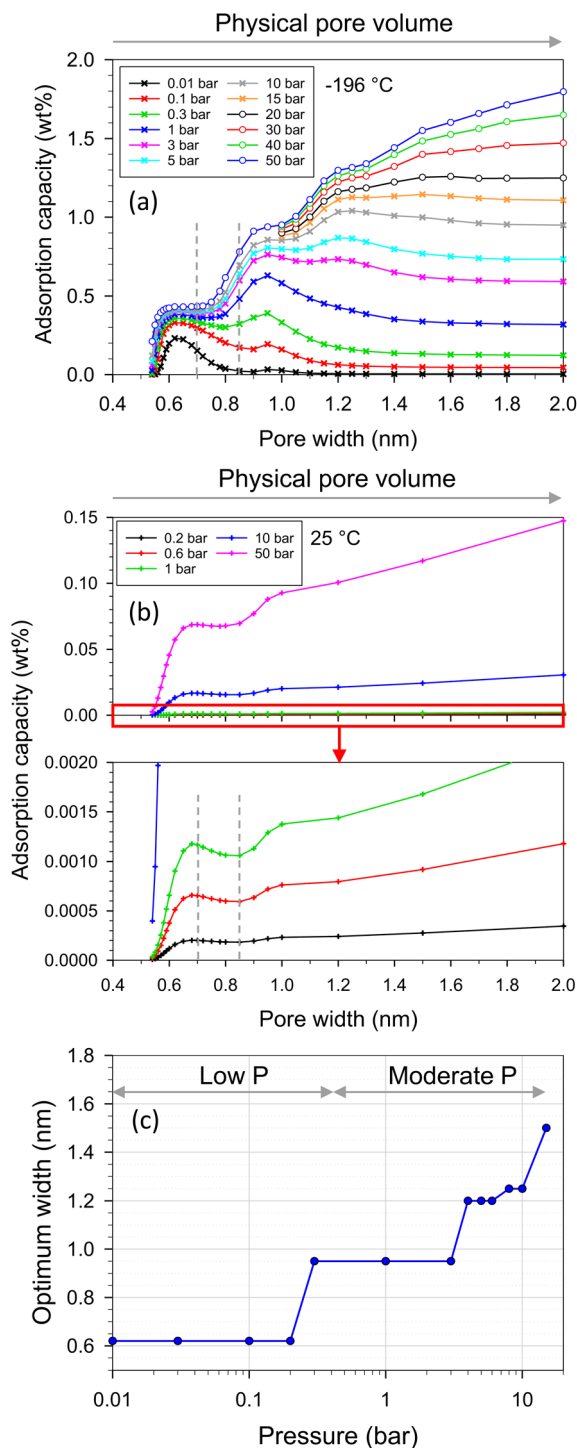 Physical pore volume
Adsorption capacity (wt%)
2.0
1.5
1.0
0.5
0.0
0.01 bar
0.1 bar
0.3 bar
1 bar
3 bar
5 bar
10 bar
15 bar
20 bar
30 bar
40 bar
50 bar
-196 °C
(a)
0.4 0.6 0.8 1.0 1.2 1.4 1.6 1.8 2.0
Pore width (nm)
Physical pore volume
Adsorption capacity (wt%)
0.15
0.10
0.05
0.00
0.2 bar
0.6 bar
1 bar
10 bar
50 bar
25 °C
(b)
0.0020
0.0015
0.0010
0.0005
0.0000
0.4 0.6 0.8 1.0 1.2 1.4 1.6 1.8 2.0
Pore width (nm)
Optimum width (nm)
1.8
1.6
1.4
1.2
1.0
0.8
0.6
Low P
Moderate P
(c)
0.01 0.1 1 10
Pressure (bar)